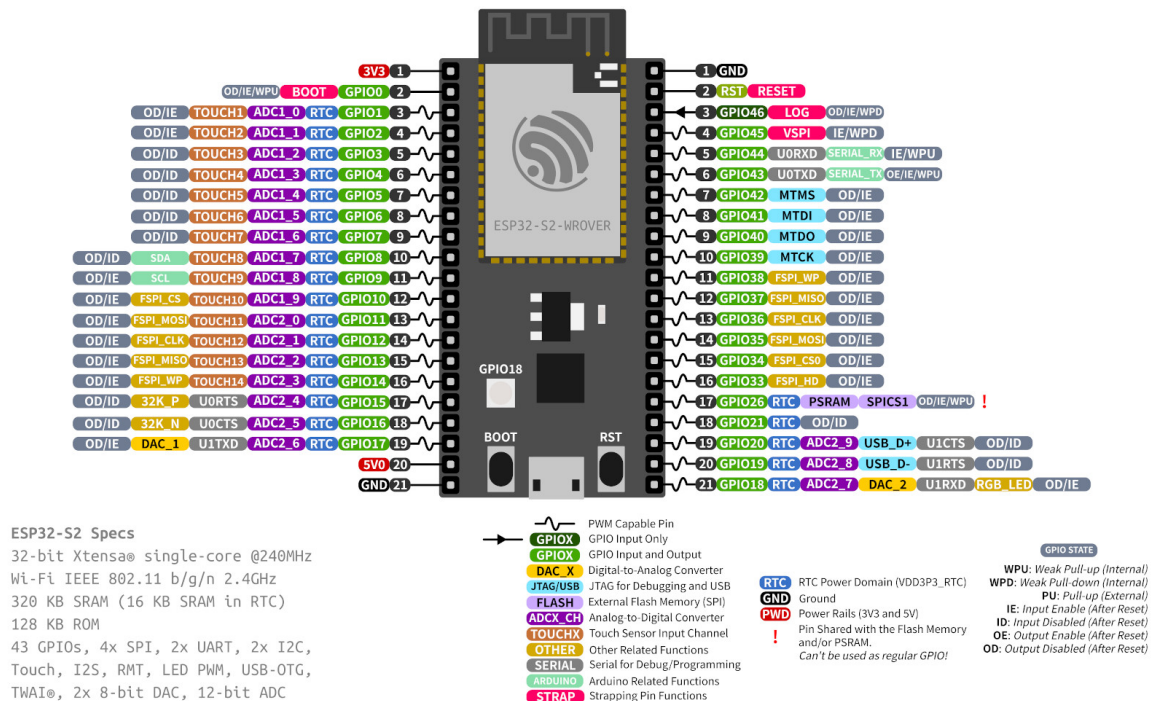 3V3 1
OD/IE/WPU BOOT GPIO0 2
OD/IE TOUCH1 ADC1_0 RTC GPIO1 3
OD/IE TOUCH2 ADC1_1 RTC GPIO2 4
OD/ID TOUCH3 ADC1_2 RTC GPIO3 5
OD/IE TOUCH4 ADC1_3 RTC GPIO4 6
OD/IE TOUCH5 ADC1_4 RTC GPIO5 7
OD/ID TOUCH6 ADC1_5 RTC GPIO6 8
OD/ID TOUCH7 ADC1_6 RTC GPIO7 9
OD/ID SDA TOUCH8 ADC1_7 RTC GPIO8 10
OD/IE SCL TOUCH9 ADC1_8 RTC GPIO9 11
OD/IE FSPI_CS TOUCH10 ADC1_9 RTC GPIO10 12
OD/IE FSPI_MOSI TOUCH11 ADC2_0 RTC GPIO11 13
OD/IE FSPI_CLK TOUCH12 ADC2_1 RTC GPIO12 14
OD/IE FSPI_MISO TOUCH13 ADC2_2 RTC GPIO13 15
OD/IE FSPI_WP TOUCH14 ADC2_3 RTC GPIO14 16
OD/ID 32K_P U0RTS ADC2_4 RTC GPIO15 17
OD/ID 32K_N U0CTS ADC2_5 RTC GPIO16 18
OD/IE DAC_1 U1TXD ADC2_6 RTC GPIO17 19
5V0 20
GND 21
ESP32-S2-WROVER
GPIO18
BOOT
RST
1 GND
2 RST RESET
3 GPIO46 LOG OD/IE/WPD
4 GPIO45 VSPI IE/WPD
5 GPIO44 U0RXD SERIAL_RX IE/WPU
6 GPIO43 U0TXD SERIAL_TX OE/IE/WPU
7 GPIO42 MTMS OD/IE
8 GPIO41 MTDI OD/IE
9 GPIO40 MTDO OD/IE
10 GPIO39 MTCK OD/IE
11 GPIO38 FSPI_WP OD/IE
12 GPIO37 FSPI_MISO OD/IE
13 GPIO36 FSPI_CLK OD/IE
14 GPIO35 FSPI_MOSI OD/IE
15 GPIO34 FSPI_CS0 OD/IE
16 GPIO33 FSPI_HD OD/IE
17 GPIO26 RTC PSRAM SPICS1 OD/IE/WPU !
18 GPIO21 RTC OD/ID
19 GPIO20 RTC ADC2_9 USB_D+ U1CTS OD/ID
20 GPIO19 RTC ADC2_8 USB_D- U1RTS OD/ID
21 GPIO18 RTC ADC2_7 DAC_2 U1RXD RGB_LED OD/IE
ESP32-S2 Specs
32-bit Xtensa® single-core @240MHz
Wi-Fi IEEE 802.11 b/g/n 2.4GHz
320 KB SRAM (16 KB SRAM in RTC)
128 KB ROM
43 GPIOs, 4x SPI, 2x UART, 2x I2C,
Touch, I2S, RMT, LED PWM, USB-OTG,
TWAI®, 2x 8-bit DAC, 12-bit ADC
PWM Capable Pin
GPIOX GPIO Input Only
GPIOX GPIO Input and Output
DAC_X Digital-to-Analog Converter
JTAG/USB JTAG for Debugging and USB
FLASH External Flash Memory (SPI)
ADCX_CH Analog-to-Digital Converter
TOUCHX Touch Sensor Input Channel
OTHER Other Related Functions
SERIAL Serial for Debug/Programming
ARDUINO Arduino Related Functions
STRAP Strapping Pin Functions
RTC RTC Power Domain (VDD3P3_RTC)
GND Ground
PWD Power Rails (3V3 and 5V)
! Pin Shared with the Flash Memory
and/or PSRAM.
Can't be used as regular GPIO!
GPIO STATE
WPU: Weak Pull-up (Internal)
WPD: Weak Pull-down (Internal)
PU: Pull-up (External)
IE: Input Enable (After Reset)
ID: Input Disabled (After Reset)
OE: Output Enable (After Reset)
OD: Output Disabled (After Reset)